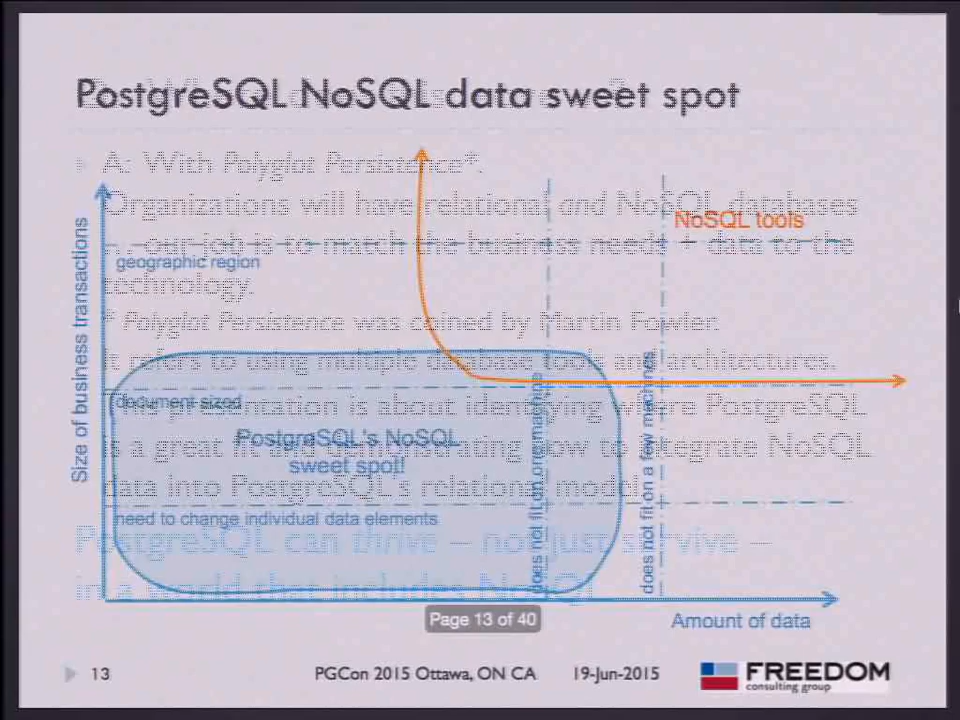 PostgreSQL NoSQL data sweet spot
A: With Polyglot Persistence*.
Organizations will have relational and NoSQL databases
our job is to match the business needs + data to the
technology.
* Polyglot Persistence was coined by Martin Fowler.
It refers to using multiple database tools and architectures.
presentation is about identifying where PostgreSQL
is a great fit and demonstrating how to integrate NoSQL
data into PostgreSQL's relational model.
PostgreSQL can thrive – not just survive –
in a world that includes NoSQL
Size of business transactions
geographic region
document sized
PostgreSQL's NoSQL
sweet spot!
need to change individual data elements
does not fit on one machine
does not fit on a few machines
NoSQL tools
Amount of data
Page 13 of 40
13
PGCon 2015 Ottawa, ON CA
19-Jun-2015
FREEDOM
consulting group